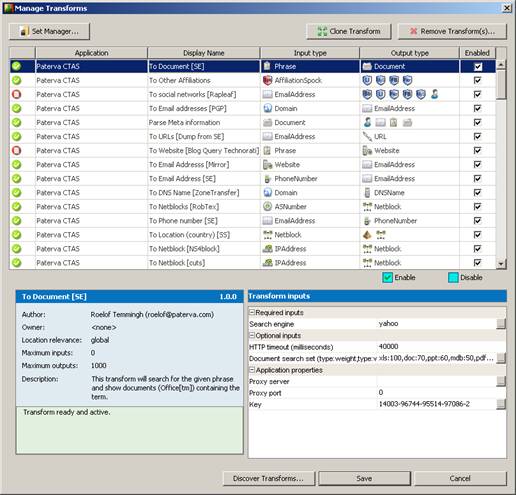 Manage Transforms
Set Manager... Clone Transform Remove Transform(s)...
Application Display Name Input type Output type Enabled
Paterva CTAS To Document [SE] Phrase Document
Paterva CTAS To Other Affiliations AffiliationSpock
Paterva CTAS To social networks [Rapleaf] EmailAddress
Paterva CTAS To Email addresses [PGP] Domain EmailAddress
Paterva CTAS Parse Meta information Document
Paterva CTAS To URLs [Dump from SE] EmailAddress URL
Paterva CTAS To Website [Blog Query Technorati] Phrase Website
Paterva CTAS To Email Addresss [Mirror] Website EmailAddress
Paterva CTAS To Email Address [SE] PhoneNumber EmailAddress
Paterva CTAS To DNS Name [ZoneTransfer] Domain DNSName
Paterva CTAS To Netblocks [RobTex] ASNumber Netblock
Paterva CTAS To Phone number [SE] EmailAddress PhoneNumber
Paterva CTAS To Location (country) [SS] Netblock
Paterva CTAS To Netblock [NS4block] IPAddress Netblock
Paterva CTAS To Netblock [cuts] IPAddress Netblock
Enable Disable
To Document [SE] 1.0.0
Author: Roelof Temmingh (roelof@paterva.com)
Owner: <none>
Location relevance: global
Maximum inputs: 0
Maximum outputs: 1000
Description: This transform will search for the given phrase
and show documents (Office[tm]) containing the
term.
Transform ready and active.
Transform inputs
Required inputs
Search engine yahoo
Optional inputs
HTTP timeout (milliseconds) 40000
Document search set (type:weight,type:v xls:100,doc:70,ppt:60,mdb:50,pdf...
Application properties
Proxy server
Proxy port 0
Key 14003-96744-95514-97086-2
Discover Transforms... Save Cancel